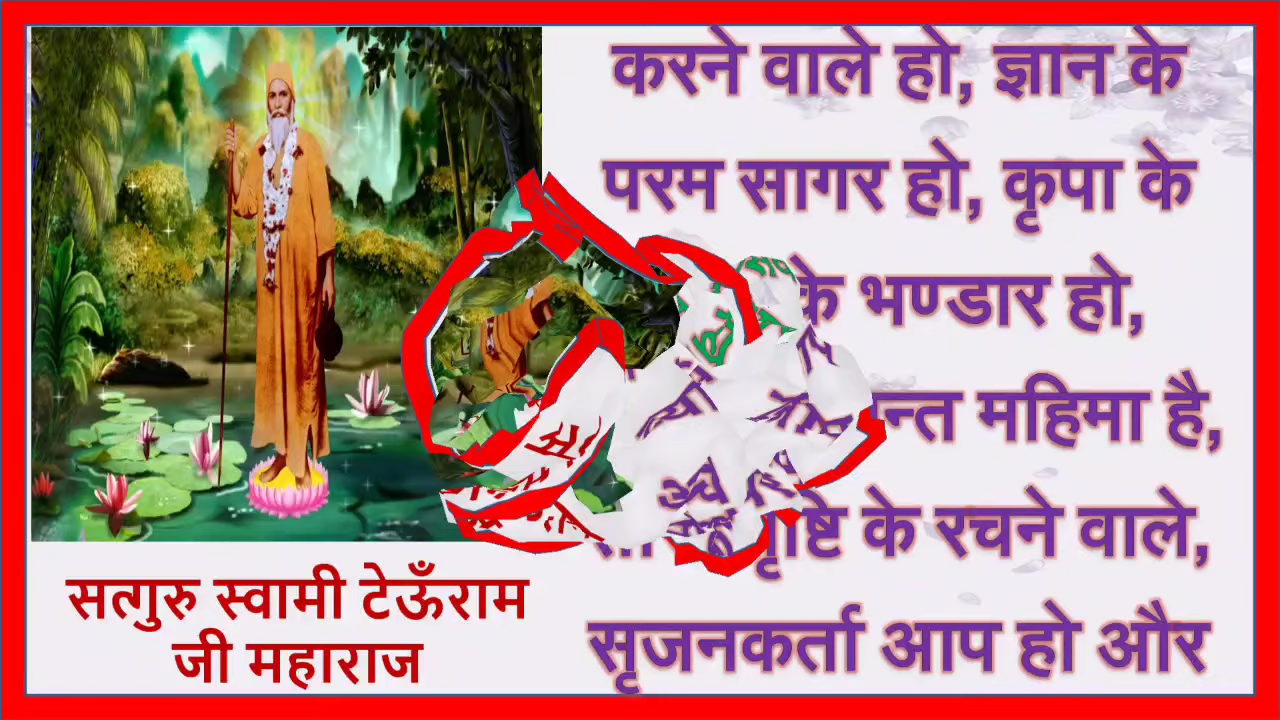 करने वाले हो, ज्ञान के
परम सागर हो, कृपा के
के भण्डार हो,
महिमा है,
के रचने वाले,
सृजनकर्ता आप हो और
सत्गुरु स्वामी टेऊँराम
जी महाराज